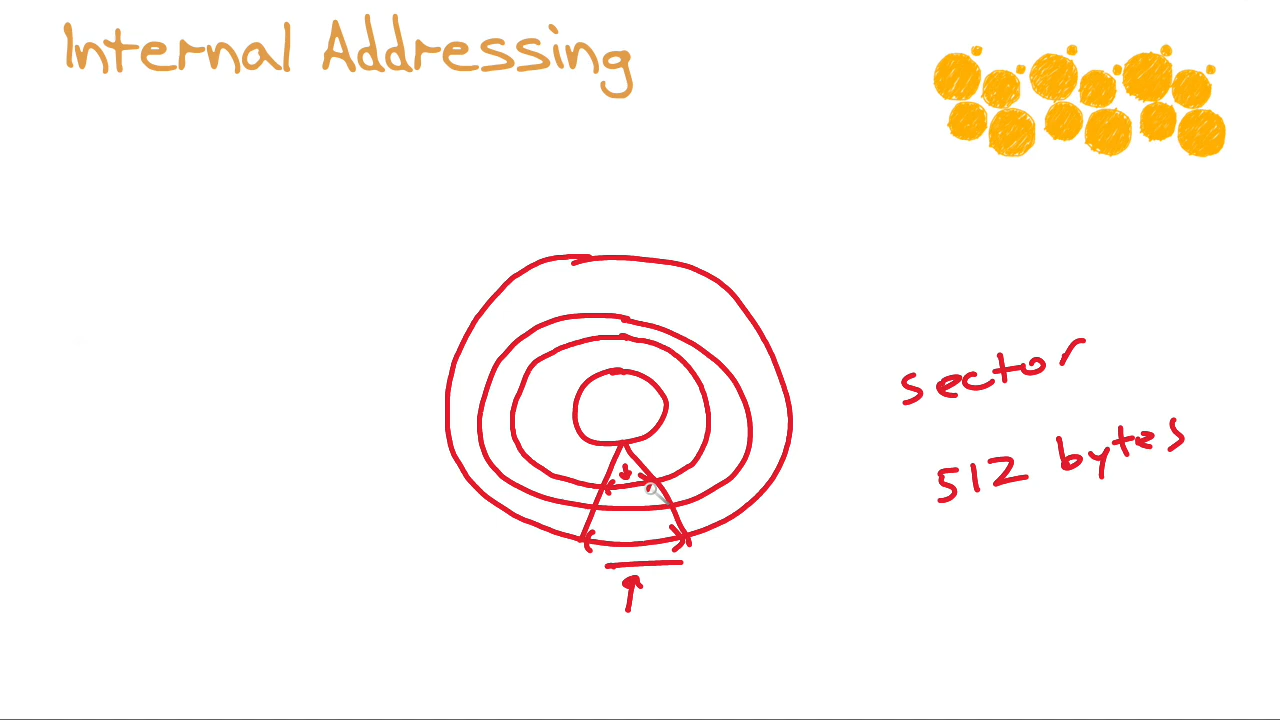 Internal Addressing
sector
512 bytes